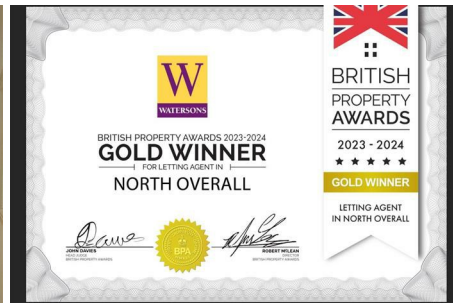 W
WATERSONS
BRITISH PROPERTY AWARDS 2023-2024
GOLD WINNER
FOR LETTING AGENT IN
NORTH OVERALL
JOHN DAVIES
HEAD JUDGE
BRITISH PROPERTY AWARDS
BPA
ROBERT McLEAN
DIRECTOR
BRITISH PROPERTY AWARDS
BRITISH
PROPERTY
AWARDS
2023 - 2024
GOLD WINNER
LETTING AGENT
IN NORTH OVERALL